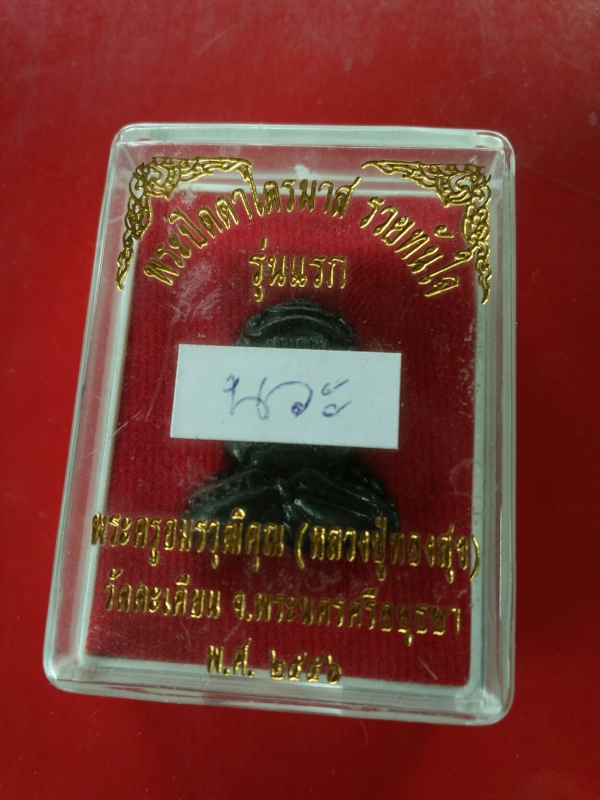 พระปิดตาไตรมาส รวยทันใจ
รุ่นแรก
นวะ
พระครูอมรวุฒิคุณ (หลวงปู่ทองสุข)
วัดตะเคียน จ.พระนครศรีอยุธยา
พ.ศ. ๒๕๕๖